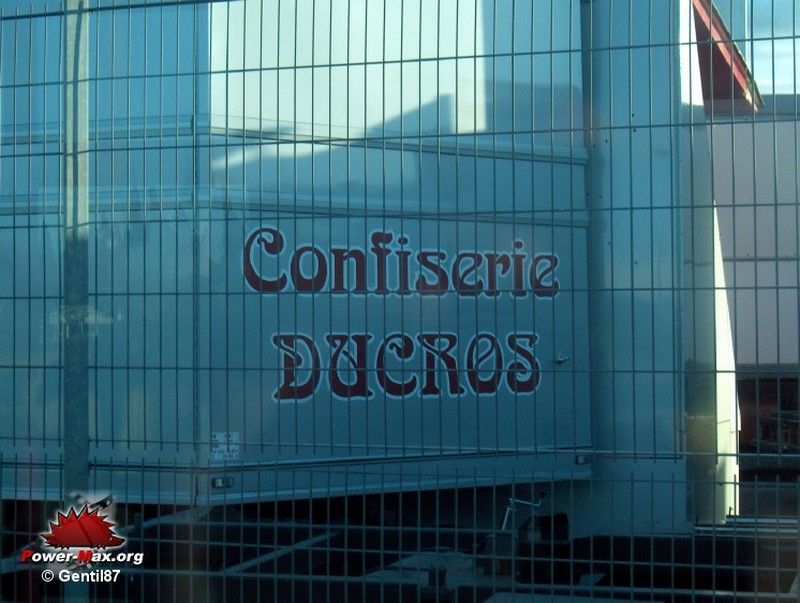 Confiserie
DUCROS
Power-Max.org
© Gentil87